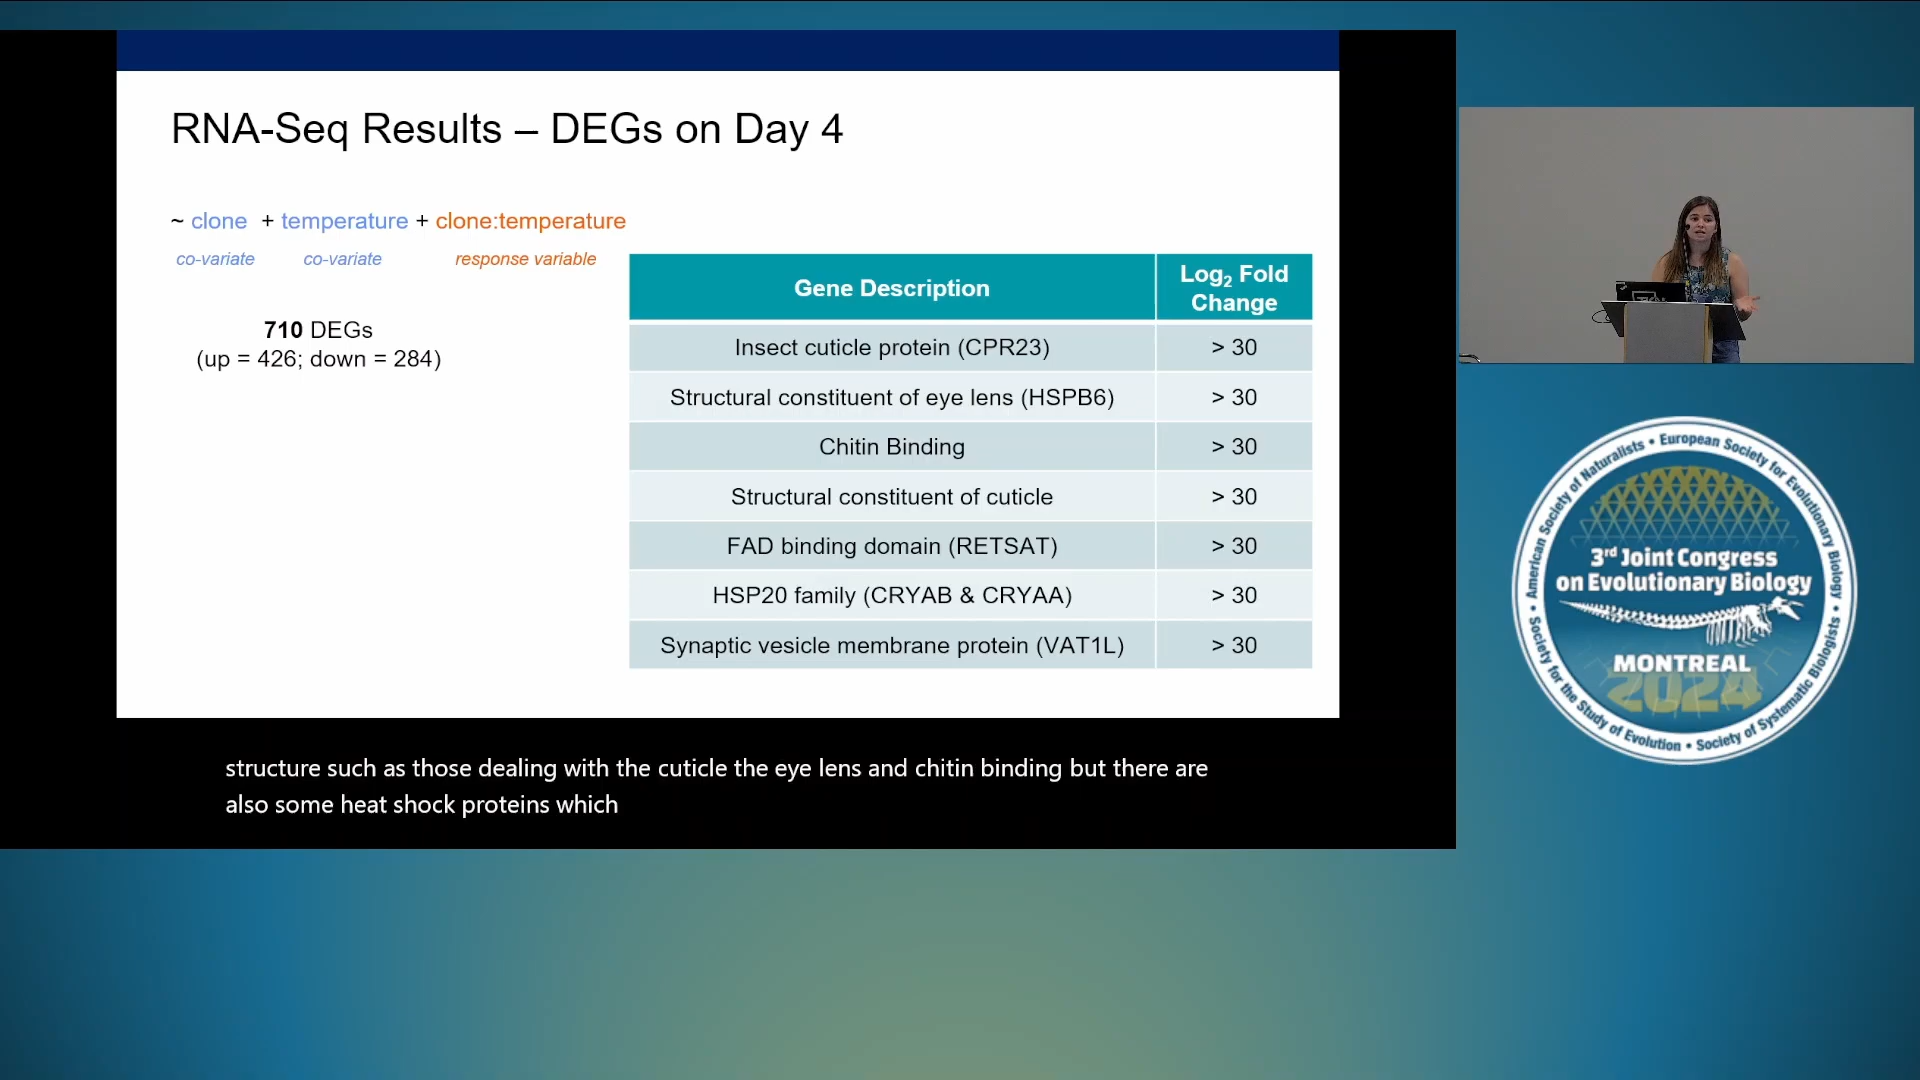 RNA-Seq Results – DEGs on Day 4
~ clone + temperature + clone:temperature
co-variate co-variate response variable
710 DEGs
(up = 426; down = 284)
Gene Description Log₂ Fold Change
Insect cuticle protein (CPR23) > 30
Structural constituent of eye lens (HSPB6) > 30
Chitin Binding > 30
Structural constituent of cuticle > 30
FAD binding domain (RETSAT) > 30
HSP20 family (CRYAB & CRYAA) > 30
Synaptic vesicle membrane protein (VAT1L) > 30
structure such as those dealing with the cuticle the eye lens and chitin binding but there are
also some heat shock proteins which
American Society of Naturalists • European Society for Evolutionary Biology •
Society for the Study of Evolution • Society of Systematic Biologists •
3rd Joint Congress
on Evolutionary Biology
MONTREAL
2024